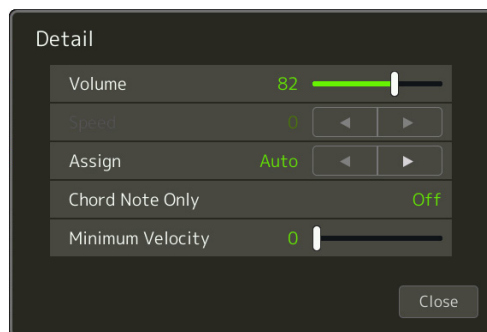 Detail
Volume 82
Speed 0
Assign Auto
Chord Note Only Off
Minimum Velocity 0
Close